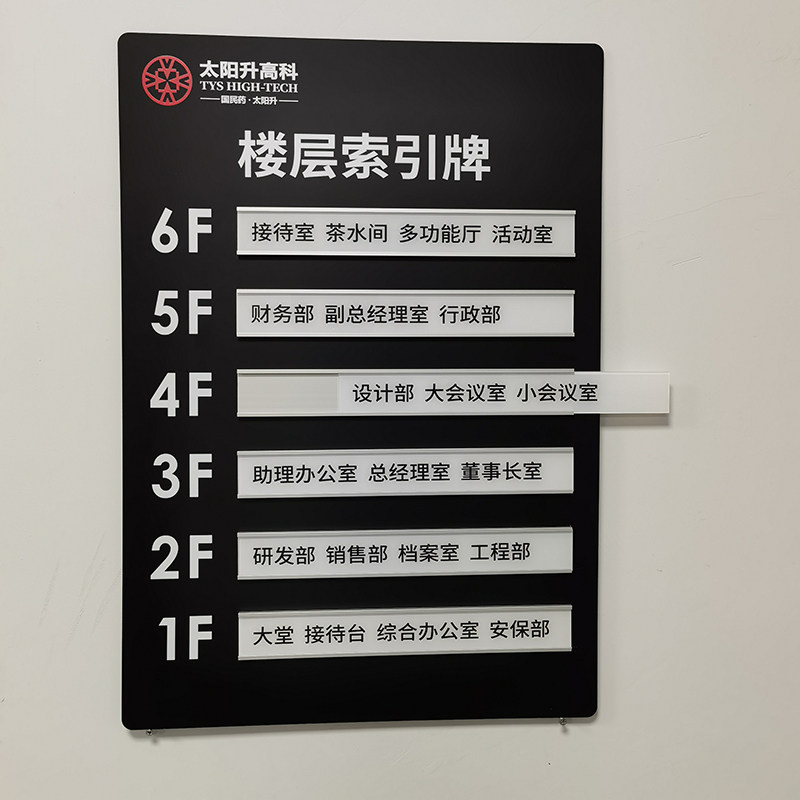 太阳升高科
TYS HIGH-TECH
国民药·太阳升
楼层索引牌
6F 接待室 茶水间 多功能厅 活动室
5F 财务部 副总经理室 行政部
4F 设计部 大会议室 小会议室
3F 助理办公室 总经理室 董事长室
2F 研发部 销售部 档案室 工程部
1F 大堂 接待台 综合办公室 安保部